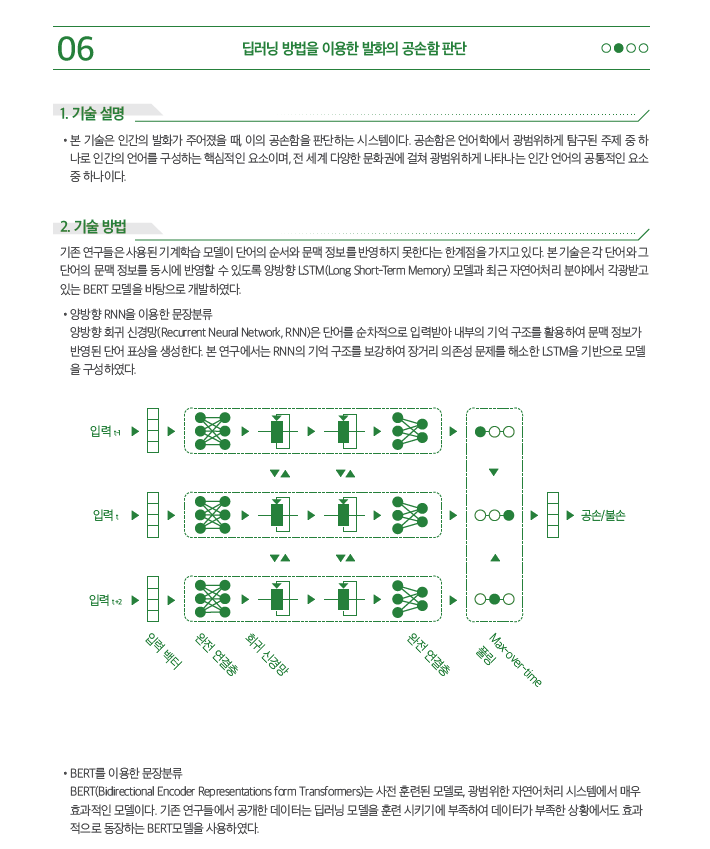 06
딥러닝 방법을 이용한 발화의 공손함 판단
1. 기술 설명
• 본 기술은 인간의 발화가 주어졌을 때, 이의 공손함을 판단하는 시스템이다. 공손함은 언어학에서 광범위하게 탐구된 주제 중 하
나로 인간의 언어를 구성하는 핵심적인 요소이며, 전 세계 다양한 문화권에 걸쳐 광범위하게 나타나는 인간 언어의 공통적인 요소
중 하나이다.
2. 기술 방법
기존 연구들은 사용된 기계학습 모델이 단어의 순서와 문맥 정보를 반영하지 못한다는 한계점을 가지고 있다. 본 기술은 각 단어와 그
단어의 문맥 정보를 동시에 반영할 수 있도록 양방향 LSTM(Long Short-Term Memory) 모델과 최근 자연어처리 분야에서 각광받고
있는 BERT 모델을 바탕으로 개발하였다.
• 양방향 RNN을 이용한 문장분류
양방향 회귀 신경망(Recurrent Neural Network, RNN)은 단어를 순차적으로 입력받아 내부의 기억 구조를 활용하여 문맥 정보가
반영된 단어 표상을 생성한다. 본 연구에서는 RNN의 기억 구조를 보강하여 장거리 의존성 문제를 해소한 LSTM을 기반으로 모델
을 구성하였다.
입력 t-1
입력 t
공손/불손
입력 t+2
입력 벡터
완전 연결층
회귀 신경망
완전 연결층
Max-over-time
풀링
• BERT를 이용한 문장분류
BERT(Bidirectional Encoder Representations form Transformers)는 사전 훈련된 모델로, 광범위한 자연어처리 시스템에서 매우
효과적인 모델이다. 기존 연구들에서 공개한 데이터는 딥러닝 모델을 훈련 시키기에 부족하여 데이터가 부족한 상황에서도 효과
적으로 동장하는 BERT모델을 사용하였다.